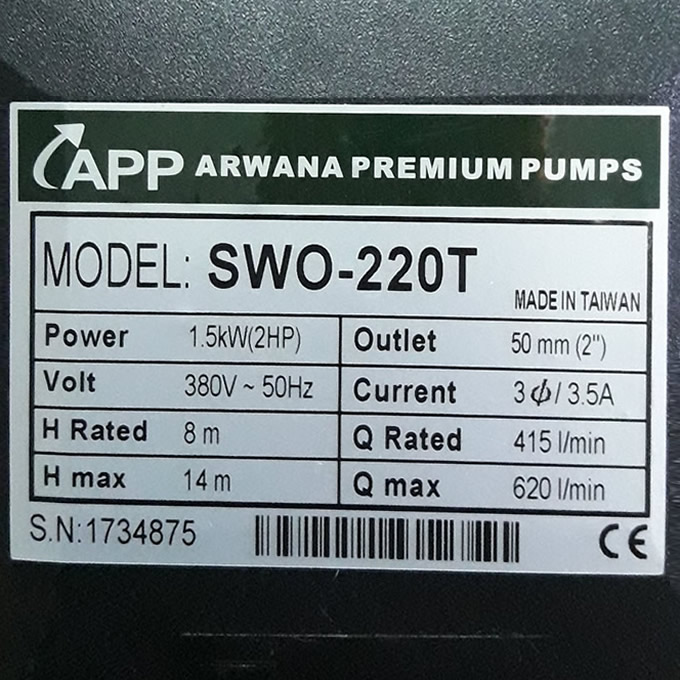 APP ARWANA PREMIUM PUMPS
MODEL: SWO-220T
MADE IN TAIWAN
Power 1.5kW(2HP) Outlet 50 mm (2")
Volt 380V ~ 50Hz Current 3ϕ/ 3.5A
H Rated 8 m Q Rated 415 l/min
H max 14 m Q max 620 l/min
S.N:1734875 CE